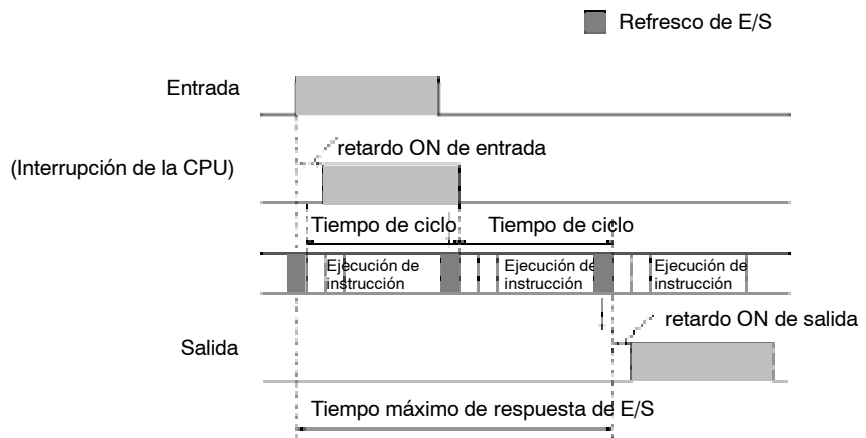 Refresco de E/S
Entrada
retardo ON de entrada
(Interrupción de la CPU)
Tiempo de ciclo
Tiempo de ciclo
Ejecución de
instrucción
Ejecución de
instrucción
Ejecución de
instrucción
retardo ON de salida
Salida
Tiempo máximo de respuesta de E/S